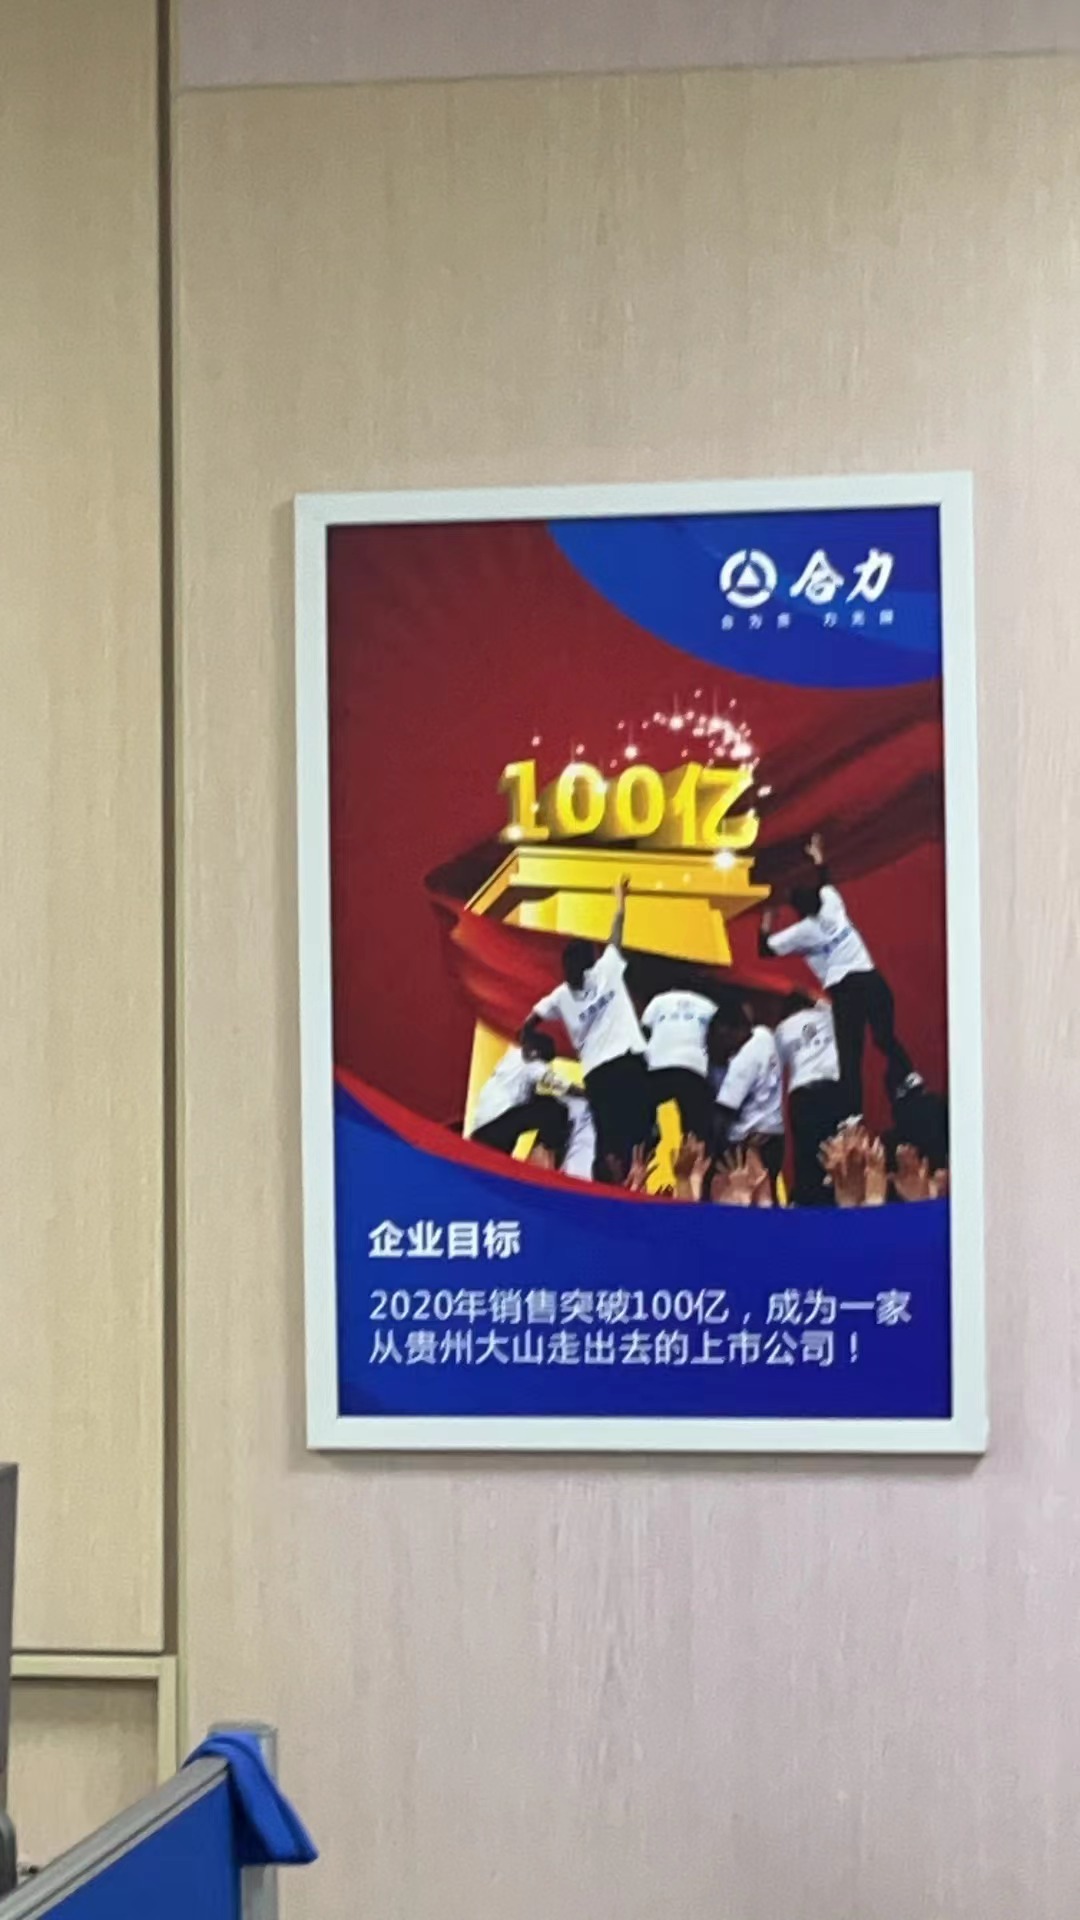 合力
100亿
企业目标
2020年销售突破100亿，成为一家
从贵州大山走出去的上市公司！